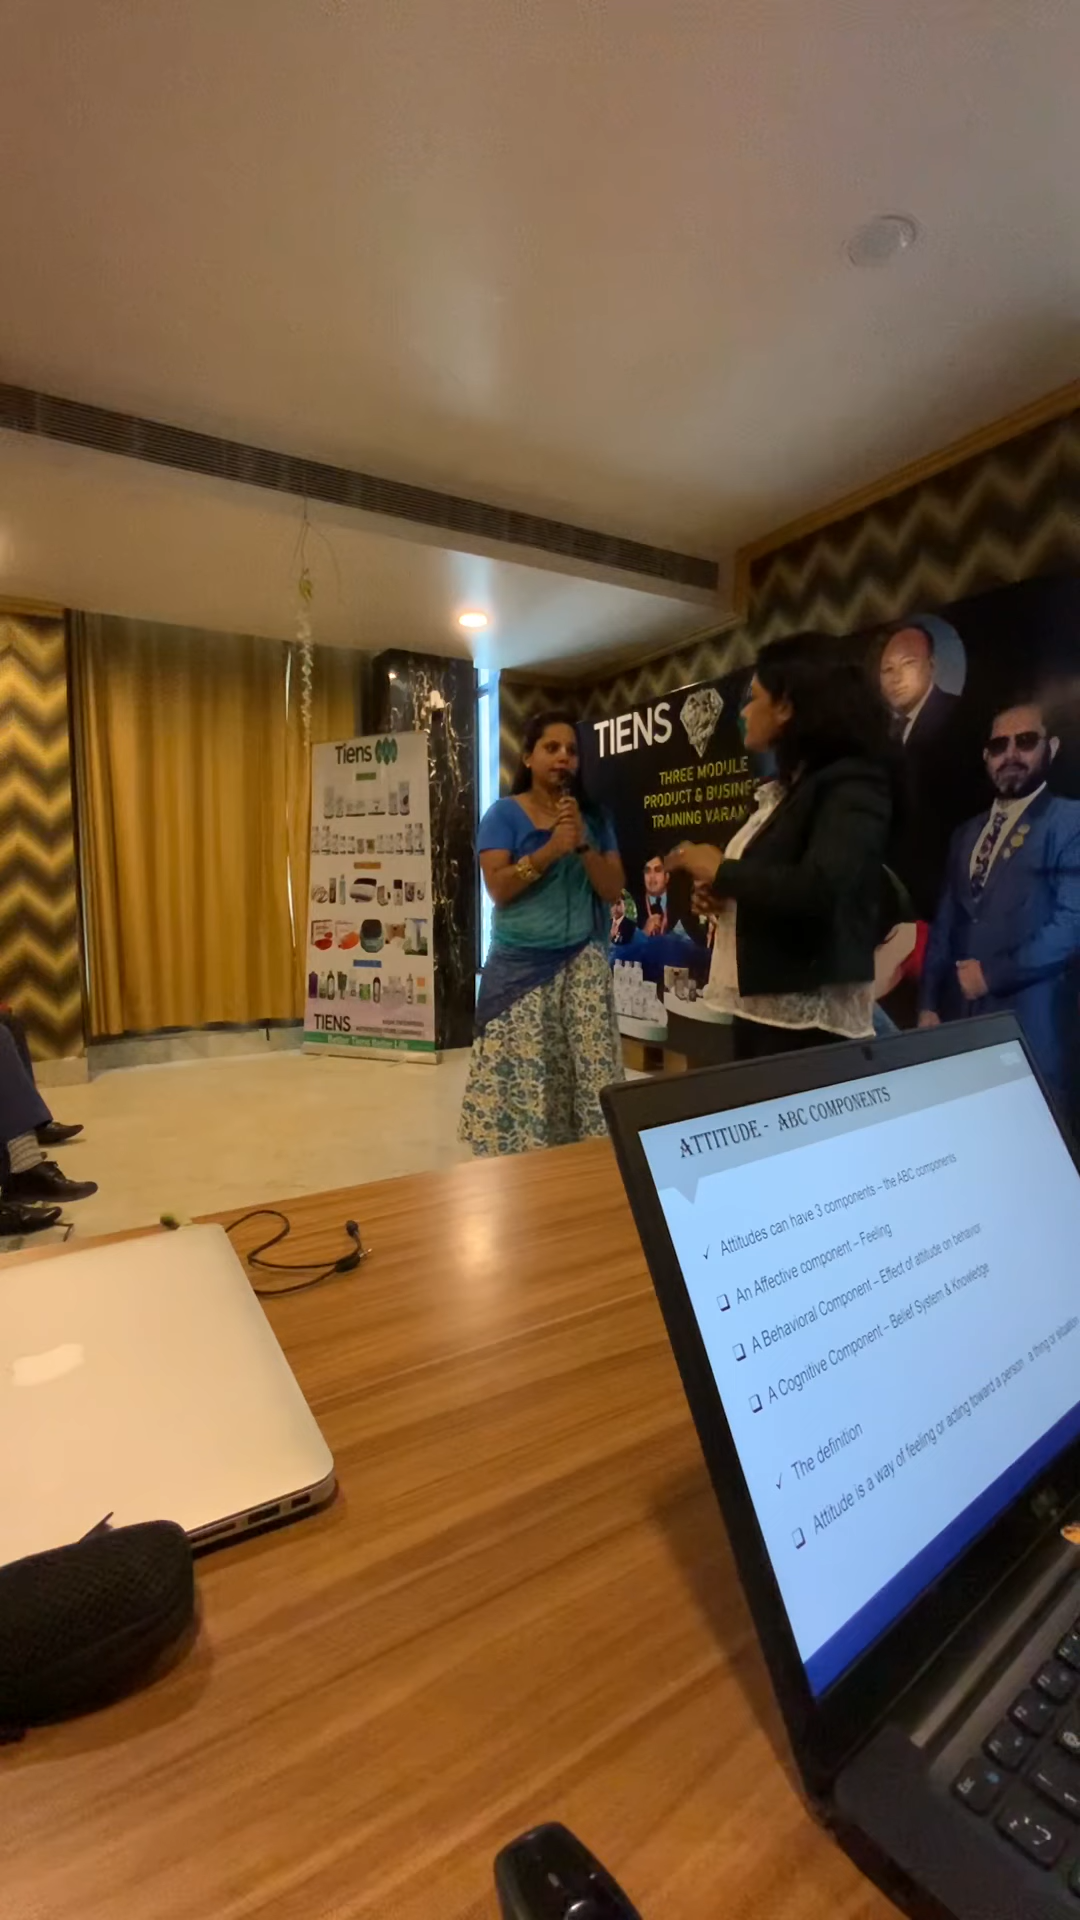 Tiens
TIENS
Better Tiens Better Life
TIENS
THREE MODULE
PRODUCT & BUSINE
TRAINING VARAN
ATTITUDE - ABC COMPONENTS
✓ Attitudes can have 3 components – the ABC components
❑ An Affective component – Feeling
❑ A Behavioral Component – Effect of attitude on behavior
❑ A Cognitive Component – Belief System & Knowledge
✓ The definition
❑ Attitude is a way of feeling or acting toward a person, a thing or situation